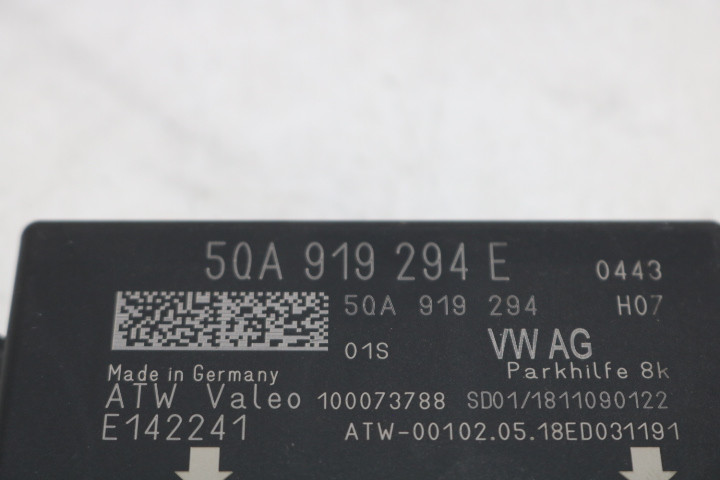 5QA 919 294 E 0443
5QA 919 294 H07
01S VW AG
Made in Germany Parkhilfe 8k
ATW Valeo 100073788 SD01/1811090122
E142241 ATW-00102.05.18ED031191